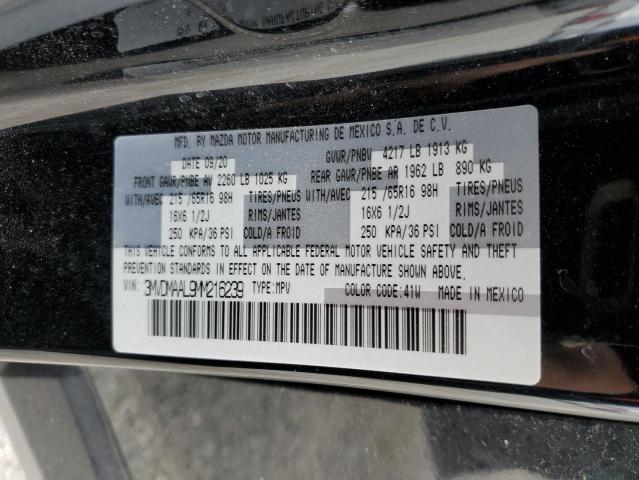 MFD. BY MAZDA MOTOR MANUFACTURING DE MEXICO S.A. DE C.V.
DATE 09/20 GVWR/PNBV 4217 LB 1913 KG
FRONT GAWR/PNBE AV 2260 LB 1025 KG REAR GAWR/PNBE AR 1962 LB 890 KG
WITH/AVEC 215 /65R16 98H TIRES/PNEUS WITH/AVEC 215 /65R16 98H TIRES/PNEUS
16X6 1/2J RIMS/JANTES 16X6 1/2J RIMS/JANTES
250 KPA/36 PSI COLD/A FROID 250 KPA/36 PSI COLD/A FROID
THIS VEHICLE CONFORMS TO ALL APPLICABLE FEDERAL MOTOR VEHICLE SAFETY AND THEFT
PREVENTION STANDARDS IN EFFECT ON THE DATE OF MANUFACTURE SHOWN ABOVE.
VIN: 3MVDMAAL9MM216239 TYPE:MPV COLOR CODE:41W MADE IN MEXICO